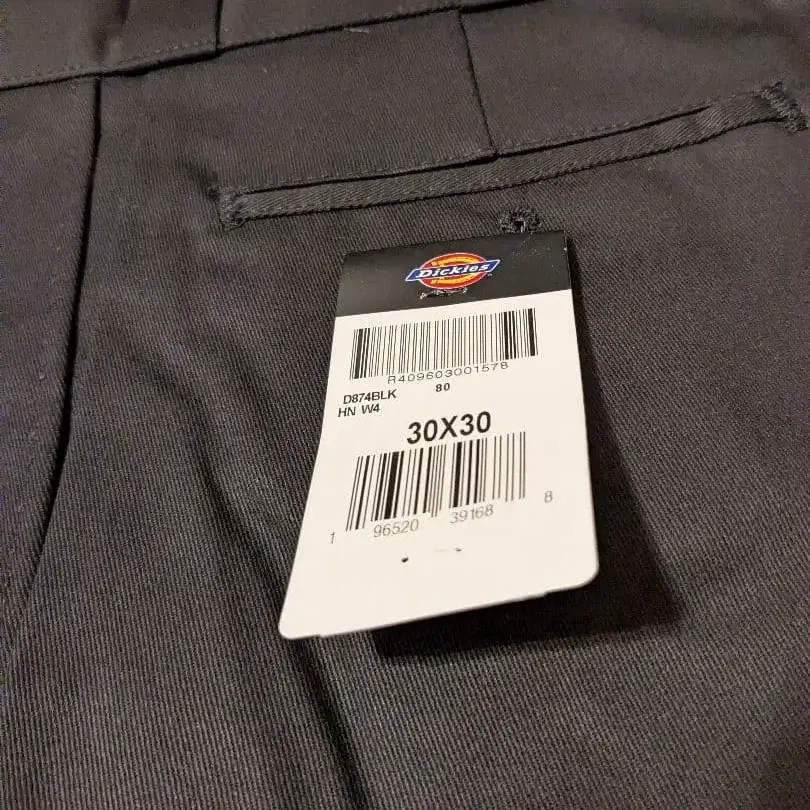 Dickies
R409603001578
D874BLK 80
HN W4
30X30
1 96520 39168 8